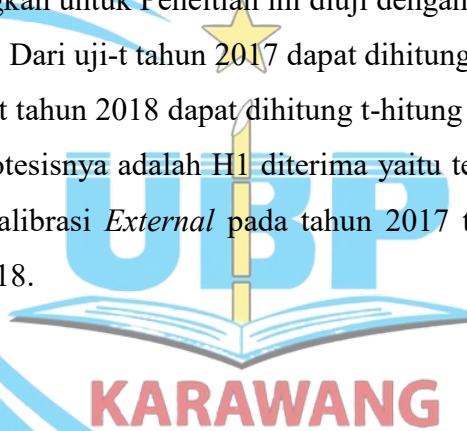 gkan untuk Penelitian ini diuji dengan
Dari uji-t tahun 2017 dapat dihitung
t tahun 2018 dapat dihitung t-hitung
otesisnya adalah H1 diterima yaitu te
alibrasi External pada tahun 2017 t
18.
UBP
KARAWANG